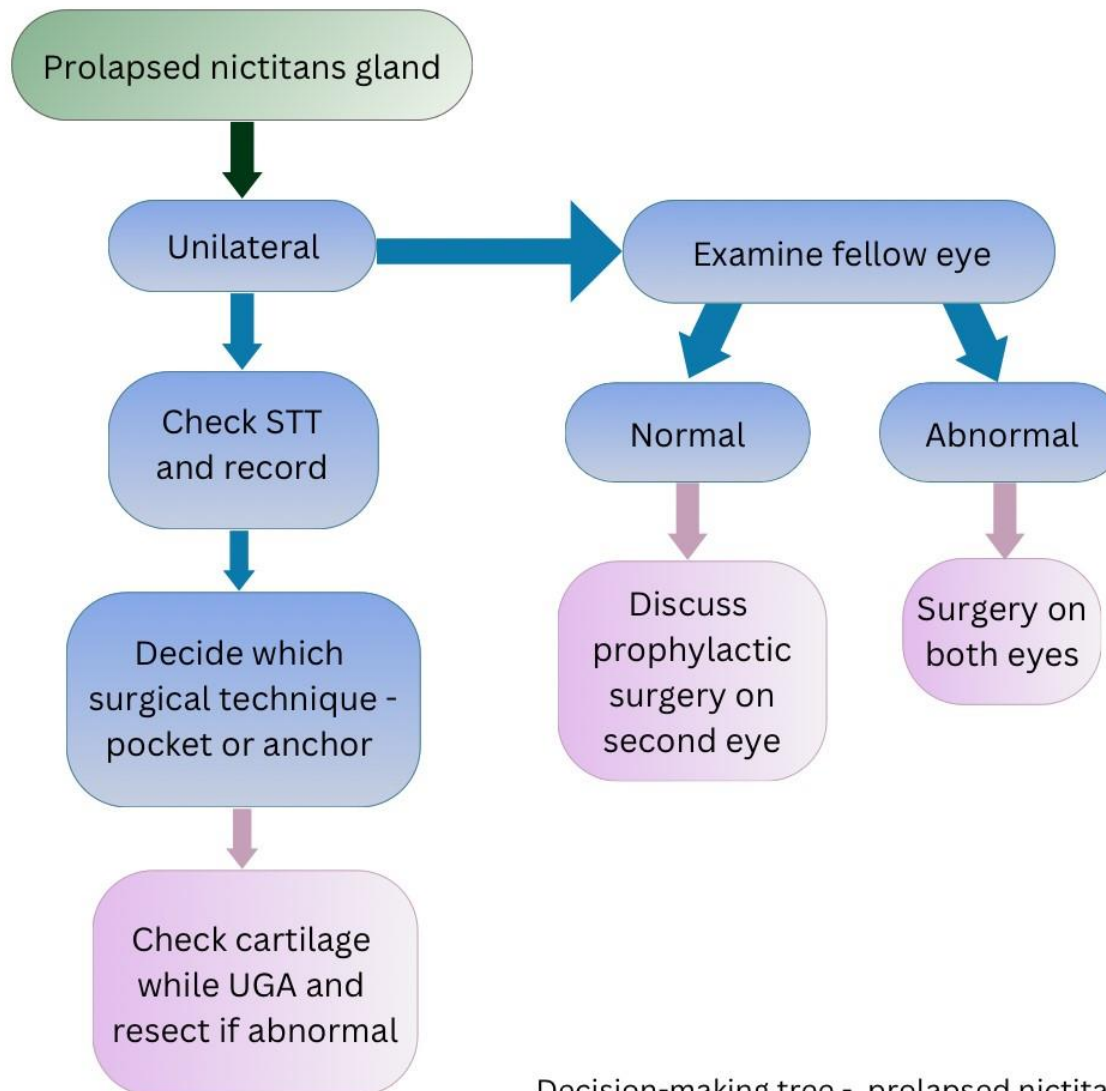 Prolapsed nictitans gland
Unilateral
Examine fellow eye
Check STT
and record
Normal
Abnormal
Decide which
surgical technique -
pocket or anchor
Discuss
prophylactic
surgery on
second eye
Surgery on
both eyes
Check cartilage
while UGA and
resect if abnormal
Decision-making tree - prolapsed nictita